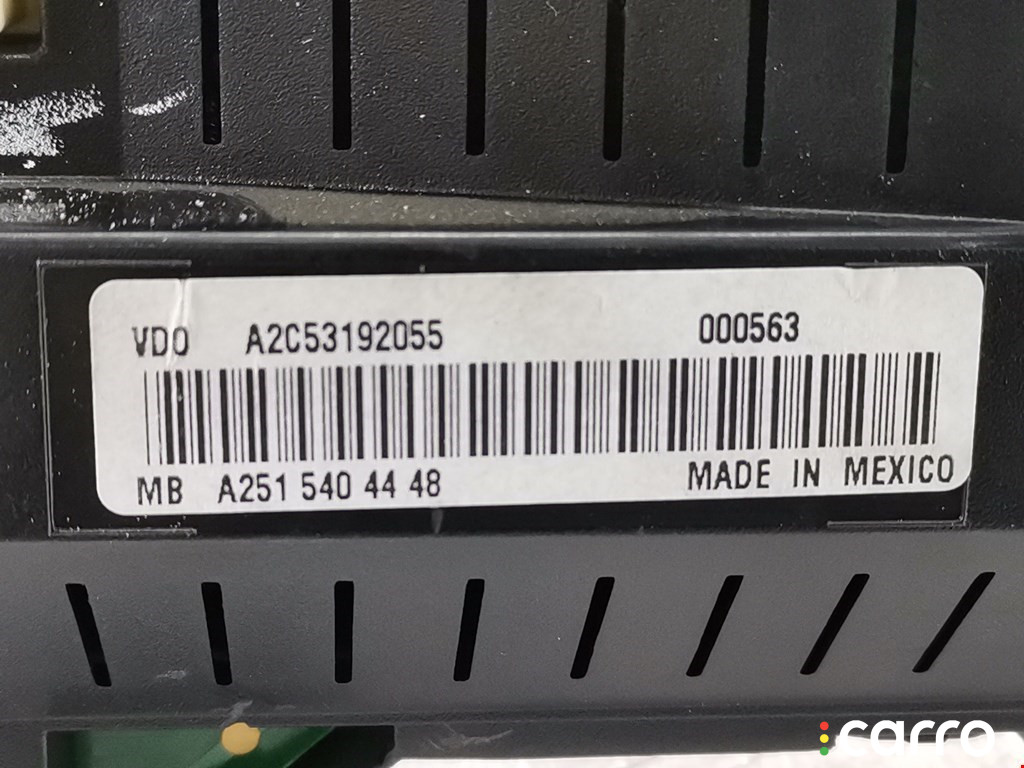 VDO A2C53192055 000563
MB A251 540 44 48 MADE IN MEXICO
carro